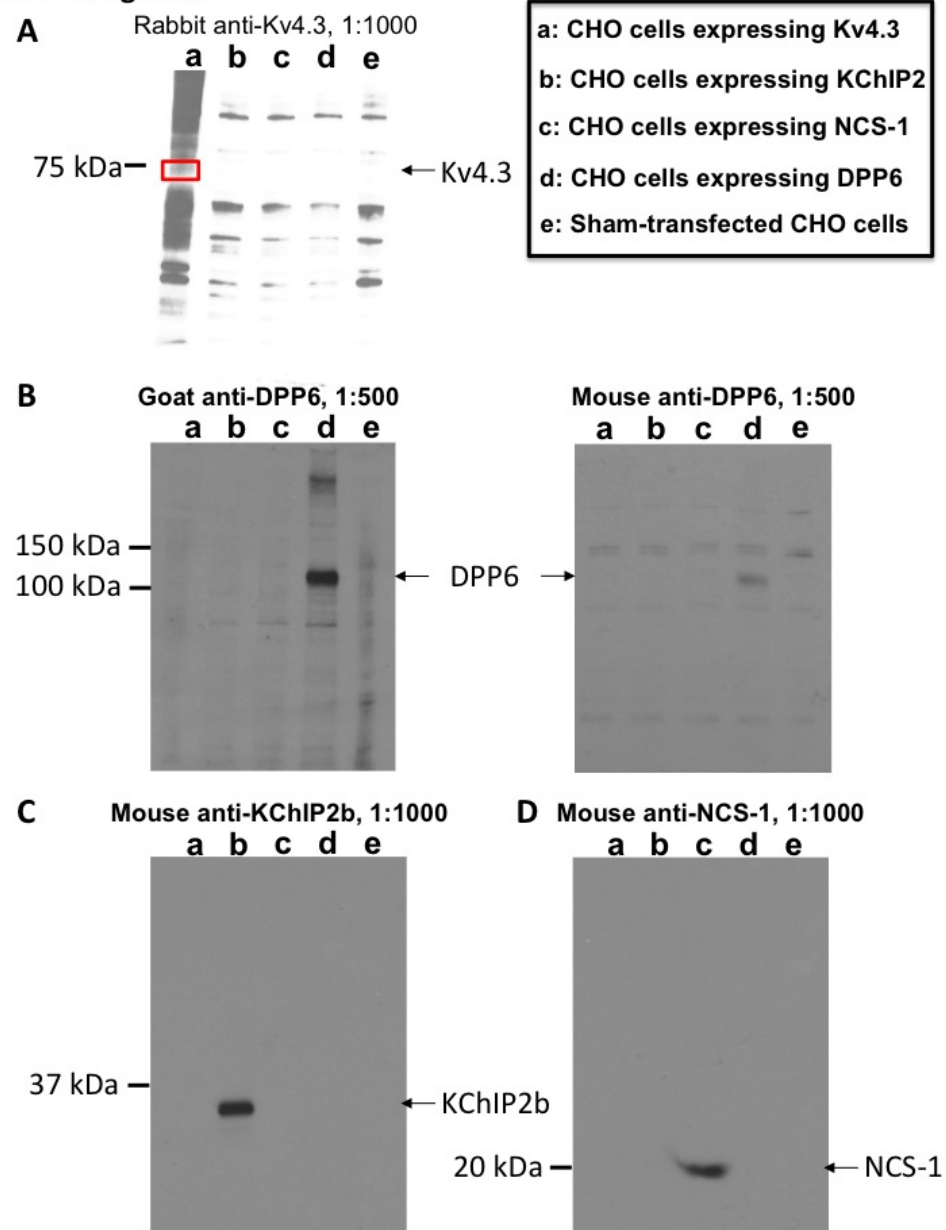 A
Rabbit anti-Kv4.3, 1:1000
a b c d e
75 kDa
Kv4.3
a: CHO cells expressing Kv4.3
b: CHO cells expressing KChIP2
c: CHO cells expressing NCS-1
d: CHO cells expressing DPP6
e: Sham-transfected CHO cells
B
Goat anti-DPP6, 1:500
a b c d e
150 kDa
100 kDa
DPP6
Mouse anti-DPP6, 1:500
a b c d e
C
Mouse anti-KChIP2b, 1:1000
a b c d e
37 kDa
KChIP2b
D
Mouse anti-NCS-1, 1:1000
a b c d e
20 kDa
NCS-1